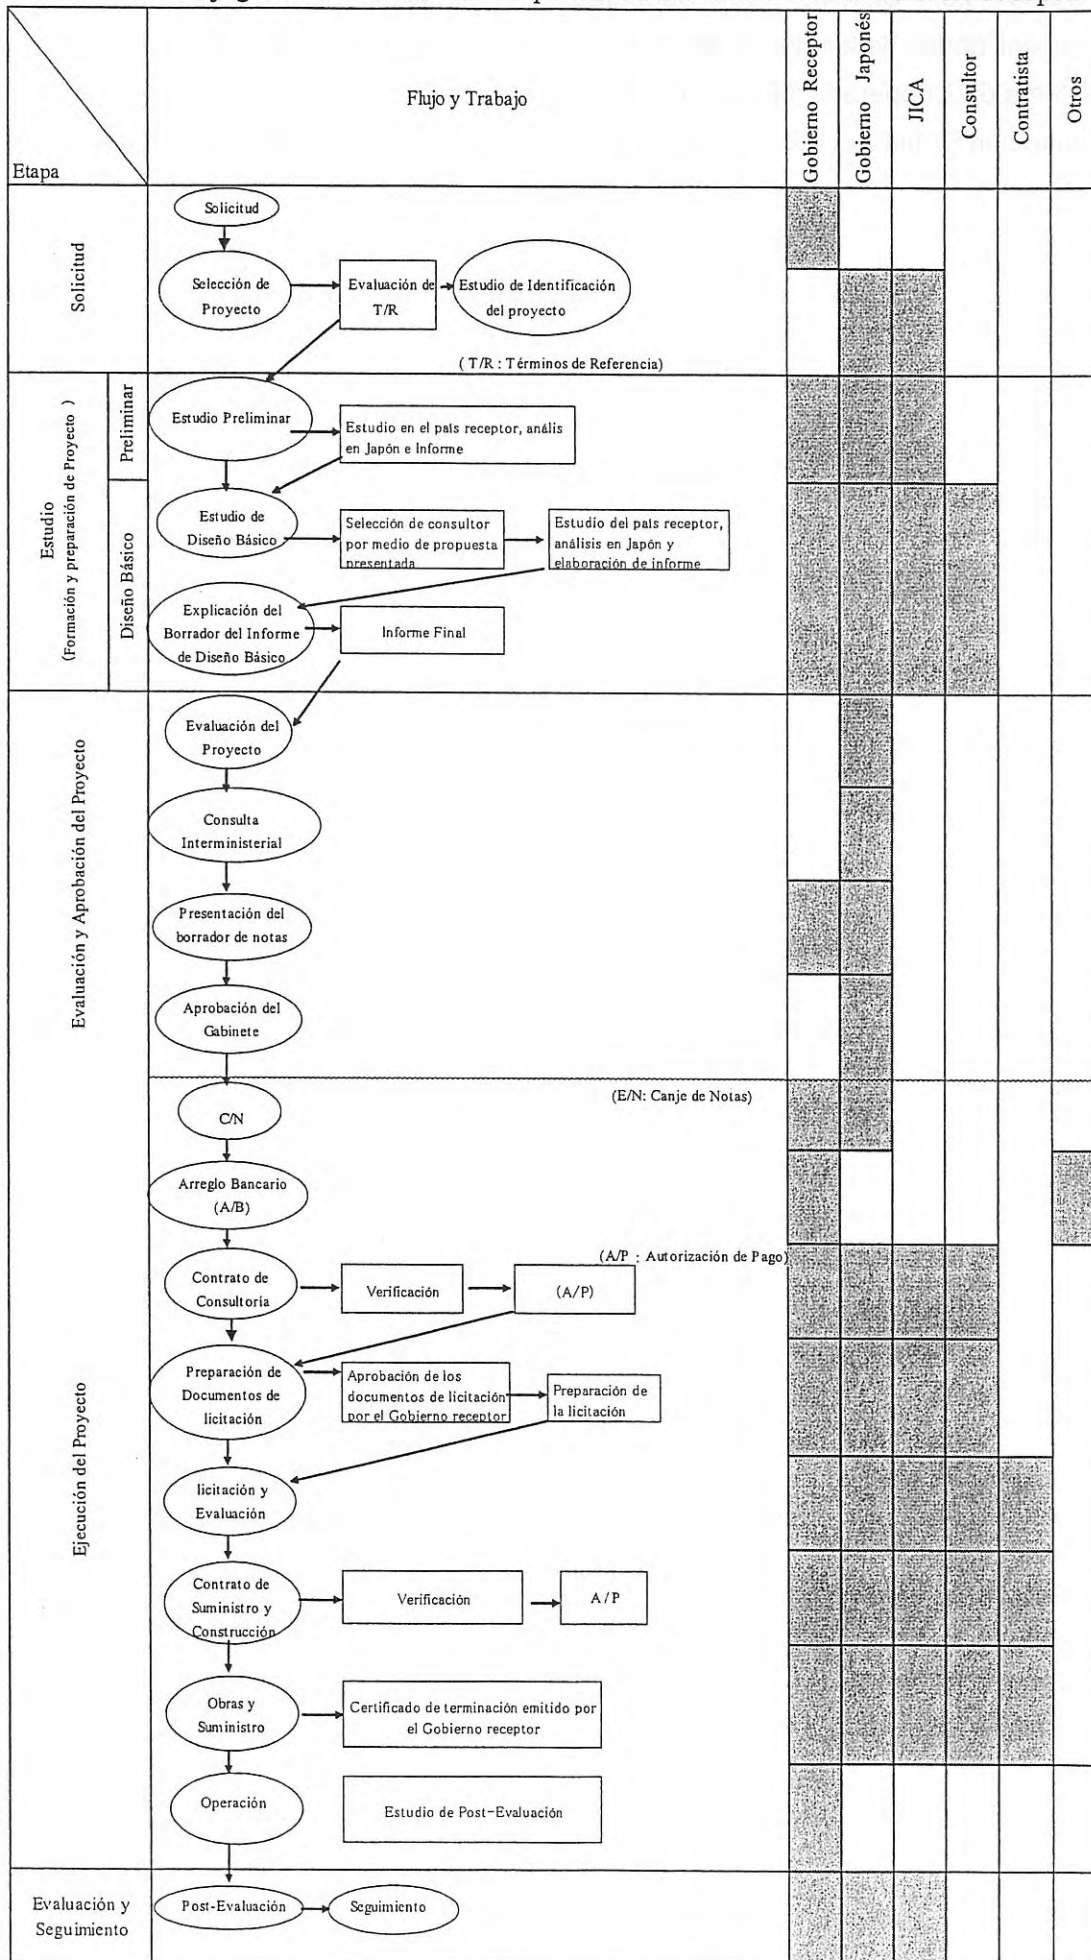 Flujo y Trabajo
Etapa
Gobierno Receptor
Gobierno Japonés
JICA
Consultor
Contratista
Otros
Solicitud
Solicitud
Selección de
Proyecto
Evaluación de
T/R
Estudio de Identificación
del proyecto
( T/R : Términos de Referencia)
Estudio
(Formación y preparación de Proyecto )
Preliminar
Estudio Preliminar
Estudio en el país receptor, anális
en Japón e Informe
Diseño Básico
Estudio de
Diseño Básico
Selección de consultor
por medio de propuesta
presentada
Estudio del país receptor,
análisis en Japón y
elaboración de informe
Explicación del
Borrador del Informe
de Diseño Básico
Informe Final
Evaluación y Aprobación del Proyecto
Evaluación del
Proyecto
Consulta
Interministerial
Presentación del
borrador de notas
Aprobación del
Gabinete
Ejecución del Proyecto
(E/N: Canje de Notas)
C/N
Arreglo Bancario
(A/B)
(A/P : Autorización de Pago)
Contrato de
Consultoría
Verificación
(A/P)
Preparación de
Documentos de
licitación
Aprobación de los
documentos de licitación
por el Gobierno receptor
Preparación de
la licitación
licitación y
Evaluación
Contrato de
Suministro y
Construcción
Verificación
A/P
Obras y
Suministro
Certificado de terminación emitido por
el Gobierno receptor
Operación
Estudio de Post-Evaluación
Evaluación y
Seguimiento
Post-Evaluación
Seguimiento